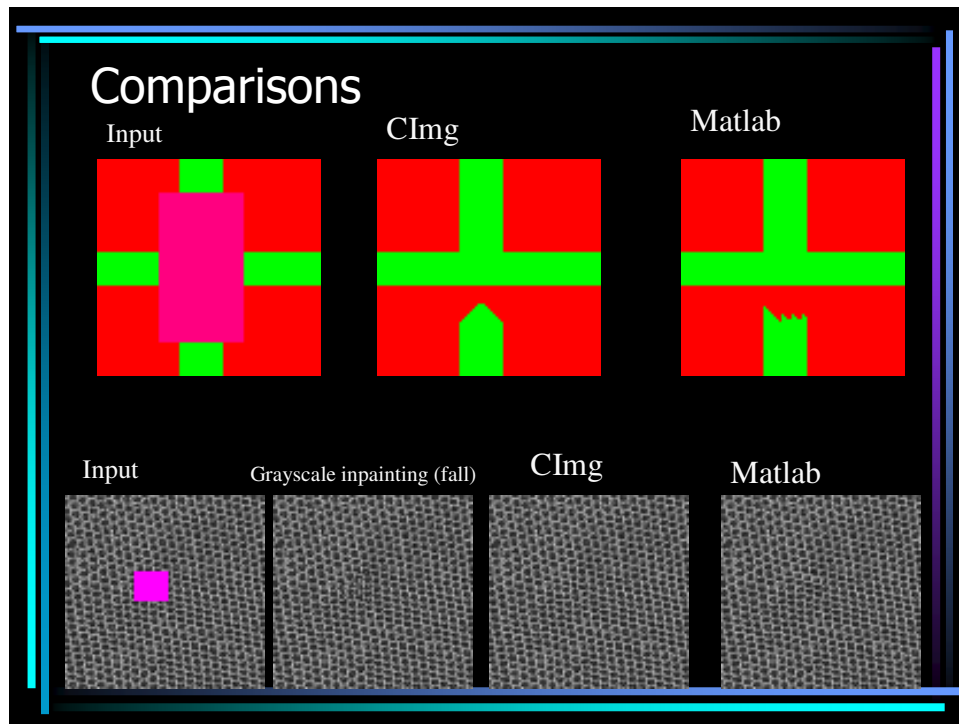 Comparisons
Input
CImg
Matlab
Input
Grayscale inpainting (fall)
CImg
Matlab